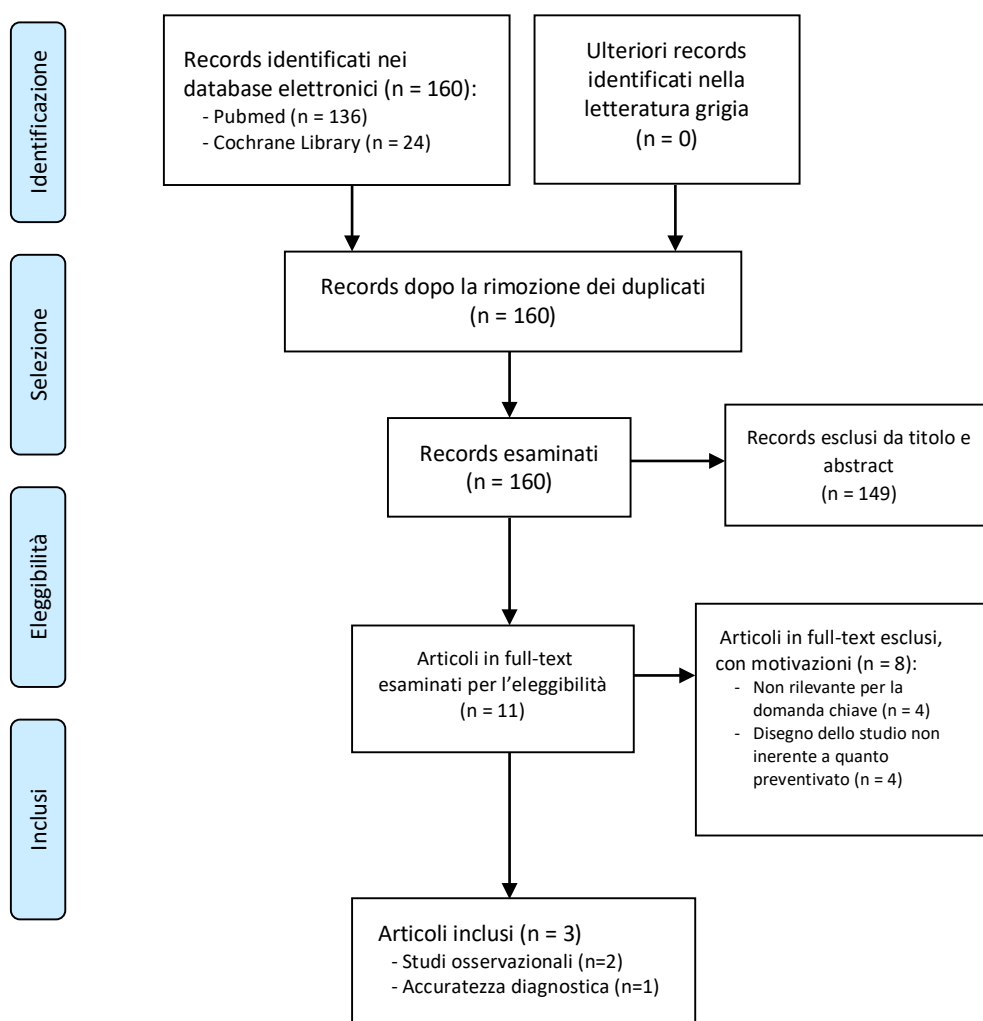 Identificazione
Records identificati nei
database elettronici (n = 160):
- Pubmed (n = 136)
- Cochrane Library (n = 24)
Ulteriori records
identificati nella
letteratura grigia
(n = 0)
Selezione
Records dopo la rimozione dei duplicati
(n = 160)
Records esaminati
(n = 160)
Records esclusi da titolo e
abstract
(n = 149)
Eleggibilità
Articoli in full-text
esaminati per l'eleggibilità
(n = 11)
Articoli in full-text esclusi,
con motivazioni (n = 8):
- Non rilevante per la
domanda chiave (n = 4)
- Disegno dello studio non
inerente a quanto
preventivato (n = 4)
Inclusi
Articoli inclusi (n = 3)
- Studi osservazionali (n=2)
- Accuratezza diagnostica (n=1)